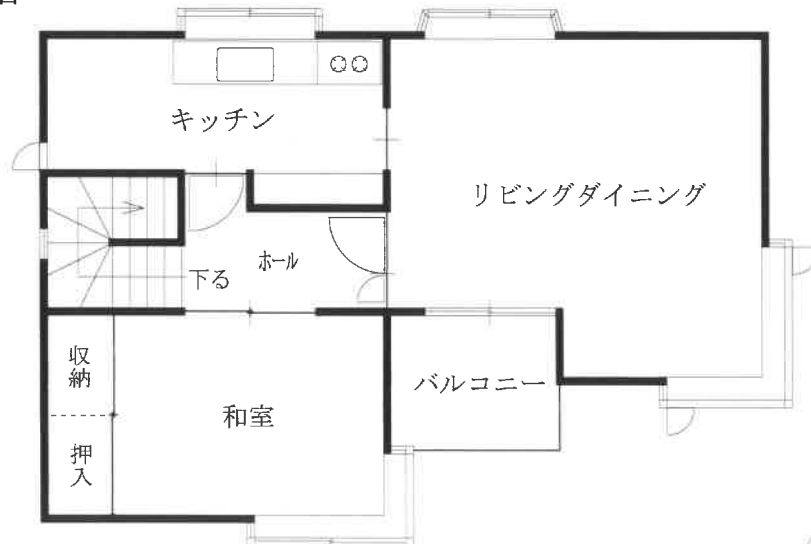 キッチン
リビングダイニング
ホール
下る
収納
和室
バルコニー
押入